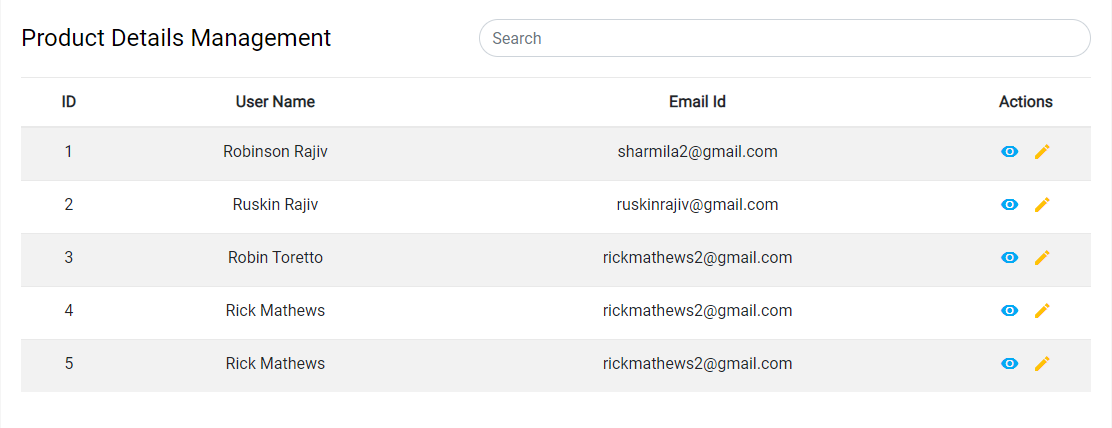 Product Details Management Search
ID User Name Email Id Actions
1 Robinson Rajiv sharmila2@gmail.com
2 Ruskin Rajiv ruskinrajiv@gmail.com
3 Robin Toretto rickmathews2@gmail.com
4 Rick Mathews rickmathews2@gmail.com
5 Rick Mathews rickmathews2@gmail.com